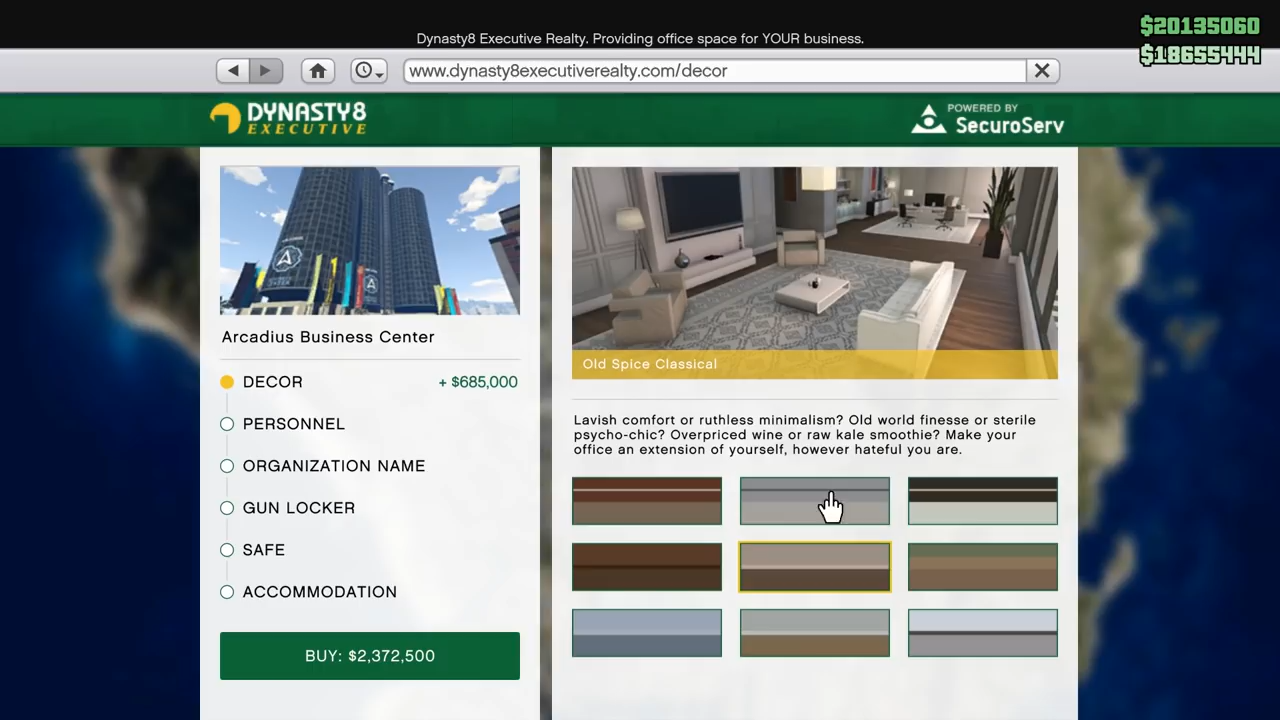 $20135060
$18655444
Dynasty8 Executive Realty. Providing office space for YOUR business.
www.dynasty8executiverealty.com/decor
DYNASTY8
EXECUTIVE
POWERED BY
SecuroServ
Arcadius Business Center
DECOR + $685,000
PERSONNEL
ORGANIZATION NAME
GUN LOCKER
SAFE
ACCOMMODATION
BUY: $2,372,500
Old Spice Classical
Lavish comfort or ruthless minimalism? Old world finesse or sterile
psycho-chic? Overpriced wine or raw kale smoothie? Make your
office an extension of yourself, however hateful you are.